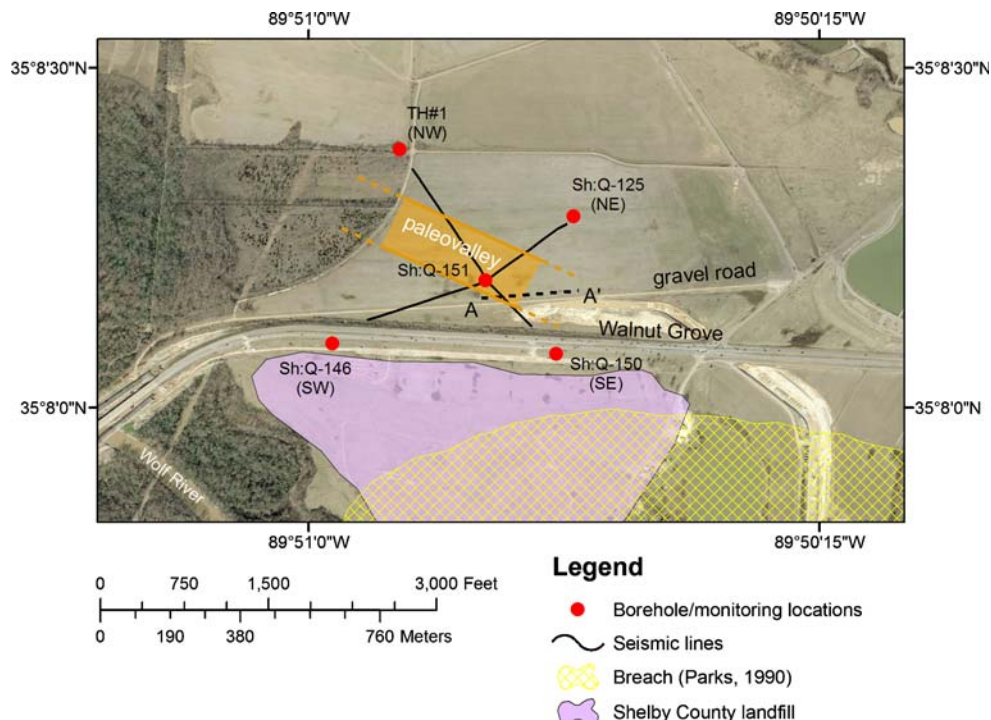 89°51'0"W
89°50'15"W
35°8'30"N
35°8'30"N
TH#1
(NW)
Sh:Q-125
(NE)
paleovalley
Sh:Q-151
gravel road
A
A'
Walnut Grove
Sh:Q-146
(SW)
Sh:Q-150
(SE)
35°8'0"N
35°8'0"N
Wolf River
89°51'0"W
89°50'15"W
0 750 1,500 3,000 Feet
0 190 380 760 Meters
Legend
Borehole/monitoring locations
Seismic lines
Breach (Parks, 1990)
Shelby County landfill